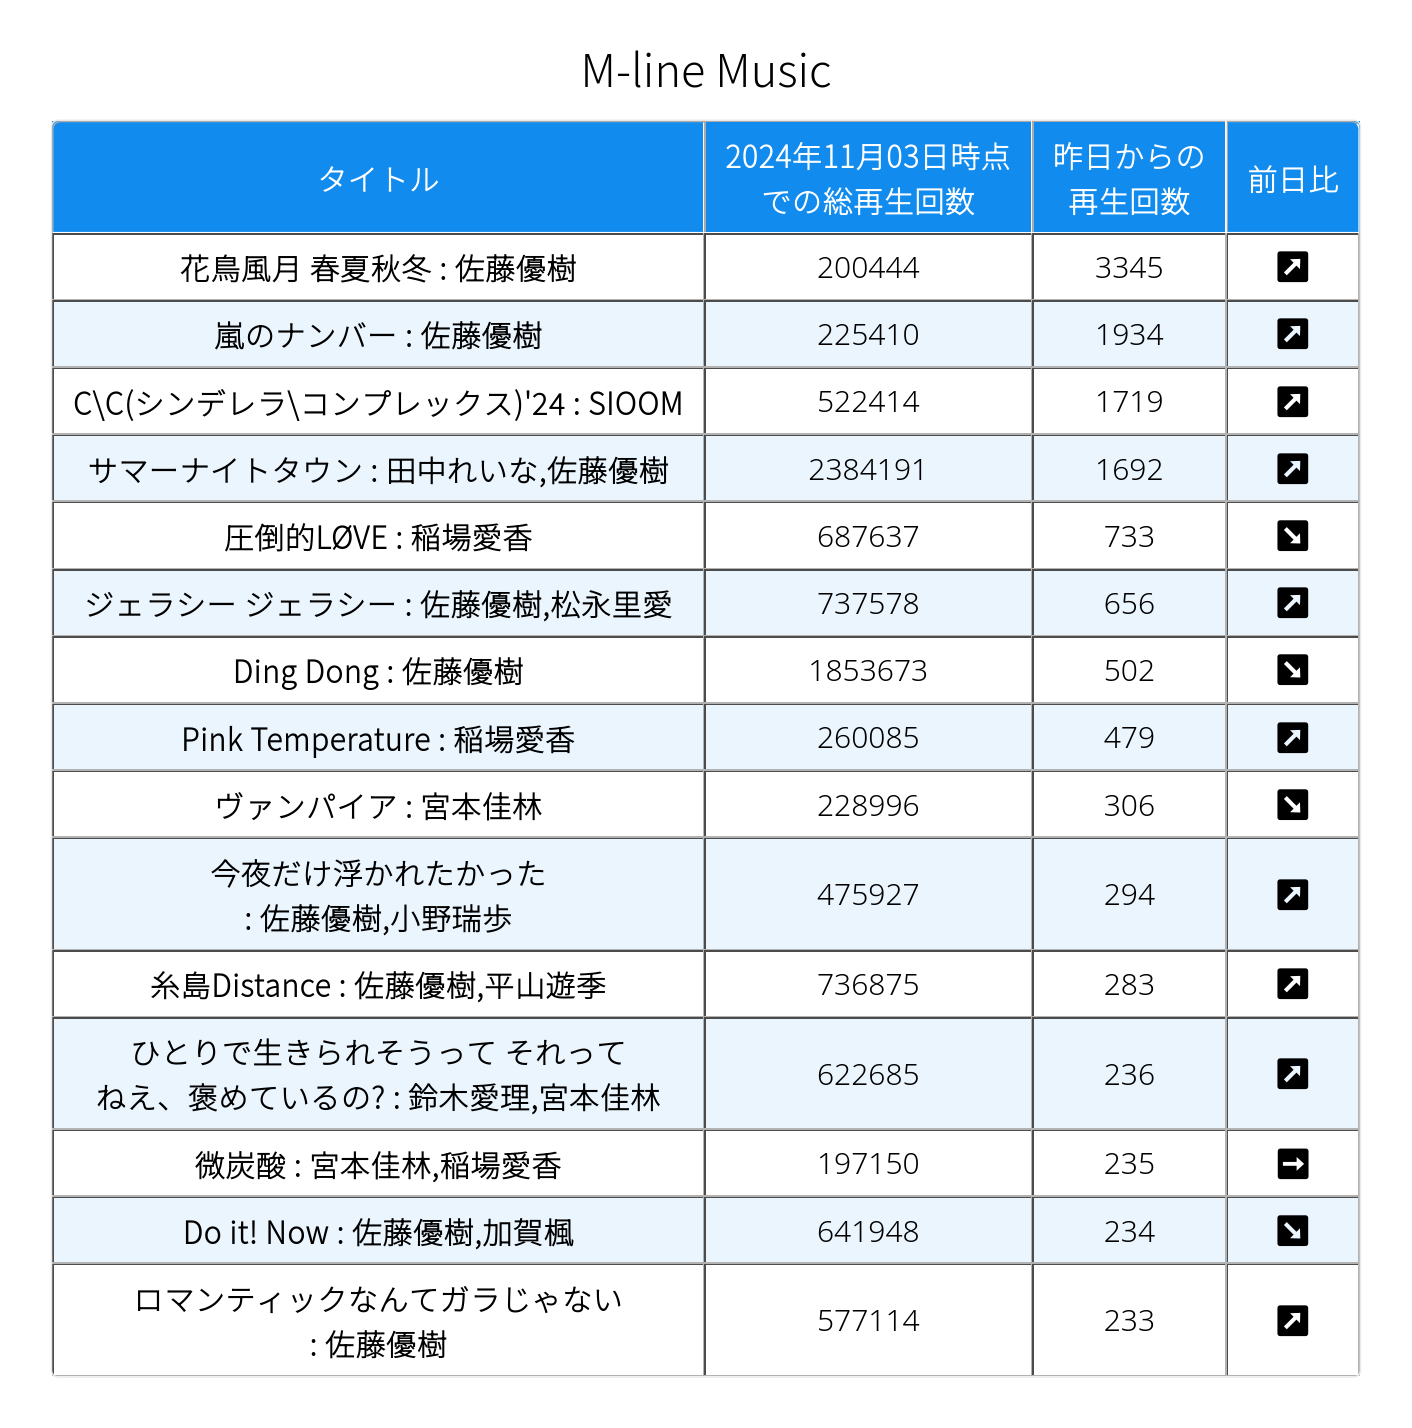 M-line Music
タイトル
2024年11月03日時点
での総再生回数
昨日からの
再生回数
前日比
花鳥風月 春夏秋冬 : 佐藤優樹 200444 3345 ↗
嵐のナンバー : 佐藤優樹 225410 1934 ↗
C\C(シンデレラ\コンプレックス)'24 : SIOOM 522414 1719 ↗
サマーナイトタウン : 田中れいな,佐藤優樹 2384191 1692 ↗
圧倒的LØVE : 稲場愛香 687637 733 ↘
ジェラシー ジェラシー : 佐藤優樹,松永里愛 737578 656 ↗
Ding Dong : 佐藤優樹 1853673 502 ↘
Pink Temperature : 稲場愛香 260085 479 ↗
ヴァンパイア : 宮本佳林 228996 306 ↘
今夜だけ浮かれたかった
: 佐藤優樹,小野瑞歩 475927 294 ↗
糸島Distance : 佐藤優樹,平山遊季 736875 283 ↗
ひとりで生きられそうって それって
ねえ、褒めているの? : 鈴木愛理,宮本佳林 622685 236 ↗
微炭酸 : 宮本佳林,稲場愛香 197150 235 →
Do it! Now : 佐藤優樹,加賀楓 641948 234 ↘
ロマンティックなんてガラじゃない
: 佐藤優樹 577114 233 ↗